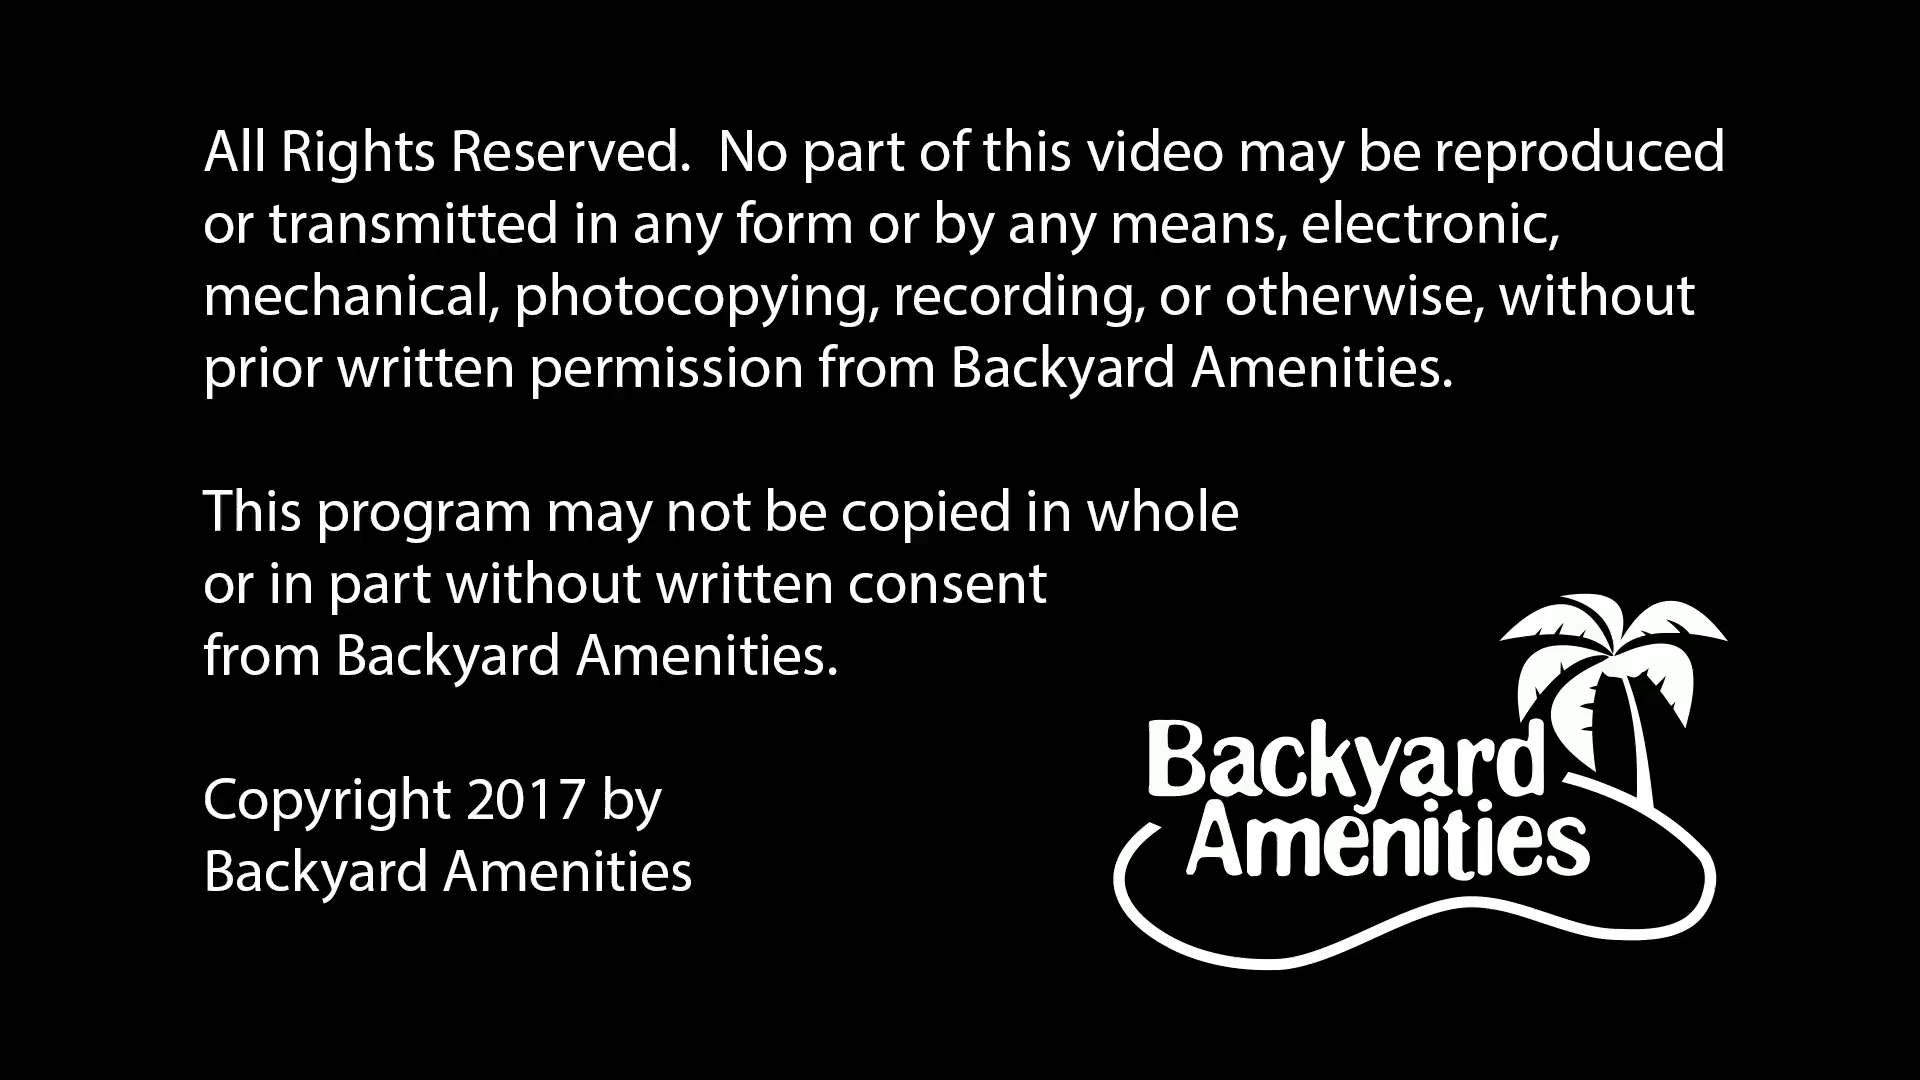 All Rights Reserved.  No part of this video may be reproduced
or transmitted in any form or by any means, electronic,
mechanical, photocopying, recording, or otherwise, without
prior written permission from Backyard Amenities.
This program may not be copied in whole
or in part without written consent
from Backyard Amenities.
Copyright 2017 by
Backyard Amenities
Backyard
Amenities